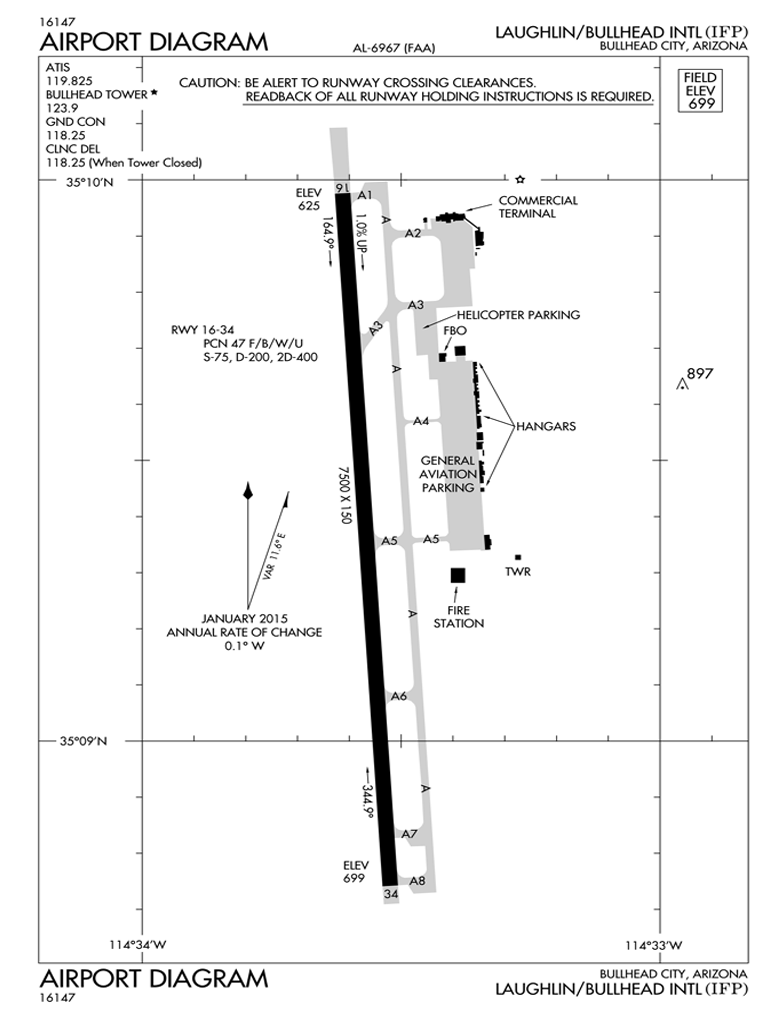 16147
AIRPORT DIAGRAM
AL-6967 (FAA)
LAUGHLIN/BULLHEAD INTL (IFP)
BULLHEAD CITY, ARIZONA
ATIS
119.825
BULLHEAD TOWER ★
123.9
GND CON
118.25
CLNC DEL
118.25 (When Tower Closed)
CAUTION: BE ALERT TO RUNWAY CROSSING CLEARANCES.
READBACK OF ALL RUNWAY HOLDING INSTRUCTIONS IS REQUIRED.
FIELD
ELEV
699
35°10'N
ELEV
625
16
A1
164.9°
1.0% UP
A
A2
COMMERCIAL
TERMINAL
A3
A3
HELICOPTER PARKING
FBO
RWY 16-34
PCN 47 F/B/W/U
S-75, D-200, 2D-400
A
897
A4
HANGARS
GENERAL
AVIATION
PARKING
7500 X 150
VAR 11.6° E
A5
A5
TWR
JANUARY 2015
ANNUAL RATE OF CHANGE
0.1° W
A
FIRE
STATION
A6
35°09'N
344.9°
A
A7
ELEV
699
A8
34
114°34'W
114°33'W
AIRPORT DIAGRAM
16147
BULLHEAD CITY, ARIZONA
LAUGHLIN/BULLHEAD INTL (IFP)